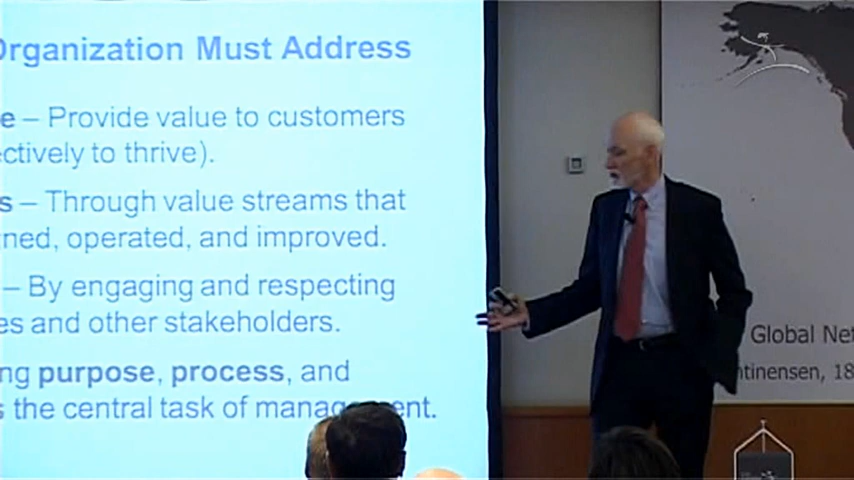 Organization Must Address
e – Provide value to customers
ectively to thrive).
s – Through value streams that
ned, operated, and improved.
– By engaging and respecting
es and other stakeholders.
ng purpose, process, and
s the central task of management.
Global Net
ntinensen, 18